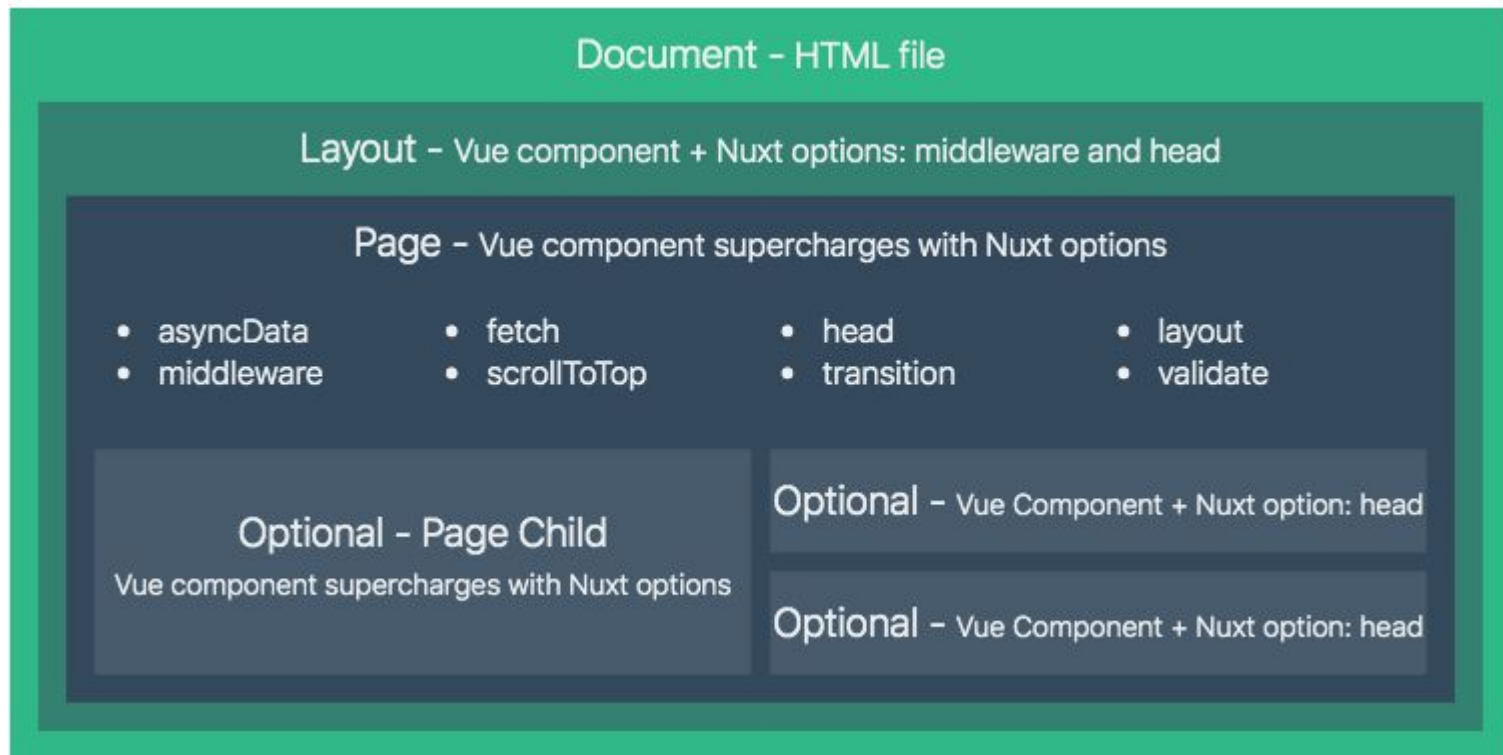 Document - HTML file
Layout - Vue component + Nuxt options: middleware and head
Page - Vue component supercharges with Nuxt options
• asyncData
• middleware
• fetch
• scrollToTop
• head
• transition
• layout
• validate
Optional - Page Child
Vue component supercharges with Nuxt options
Optional - Vue Component + Nuxt option: head
Optional - Vue Component + Nuxt option: head